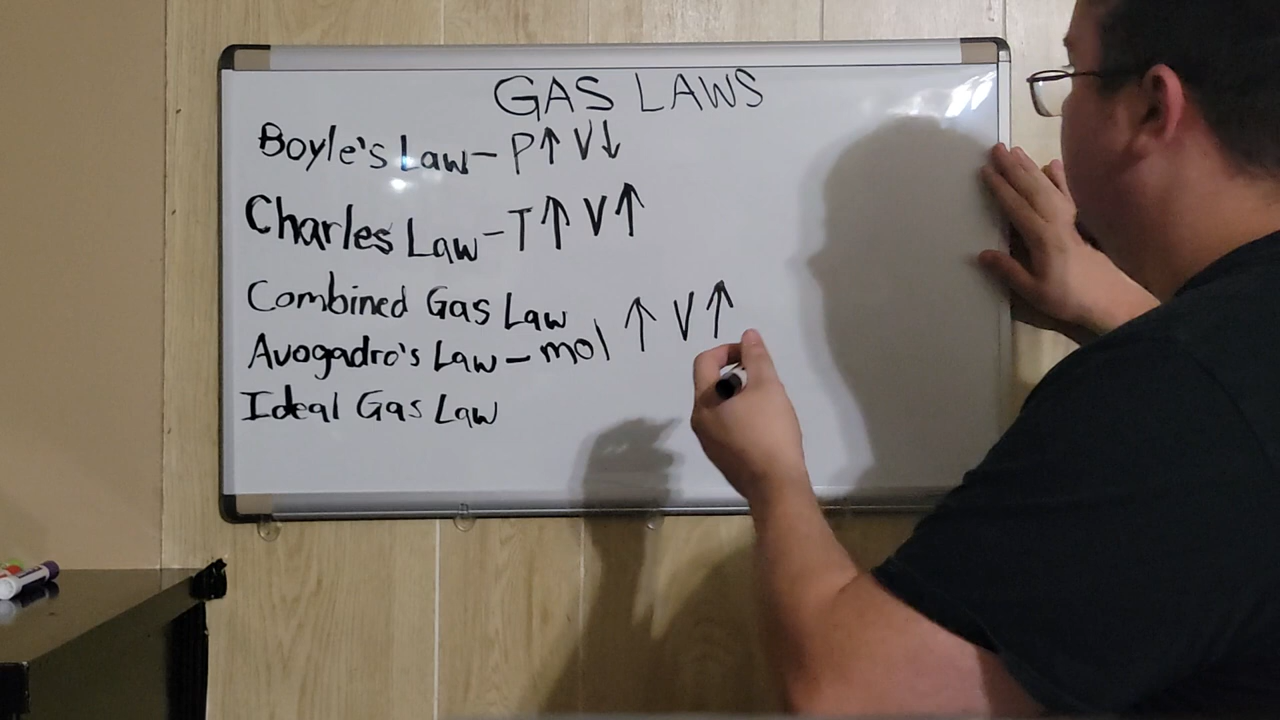 GAS LAWS
Boyle's Law – P↑ V↓
Charles Law – T↑ V↑
Combined Gas Law
Avogadro's Law – mol ↑ V↑
Ideal Gas Law